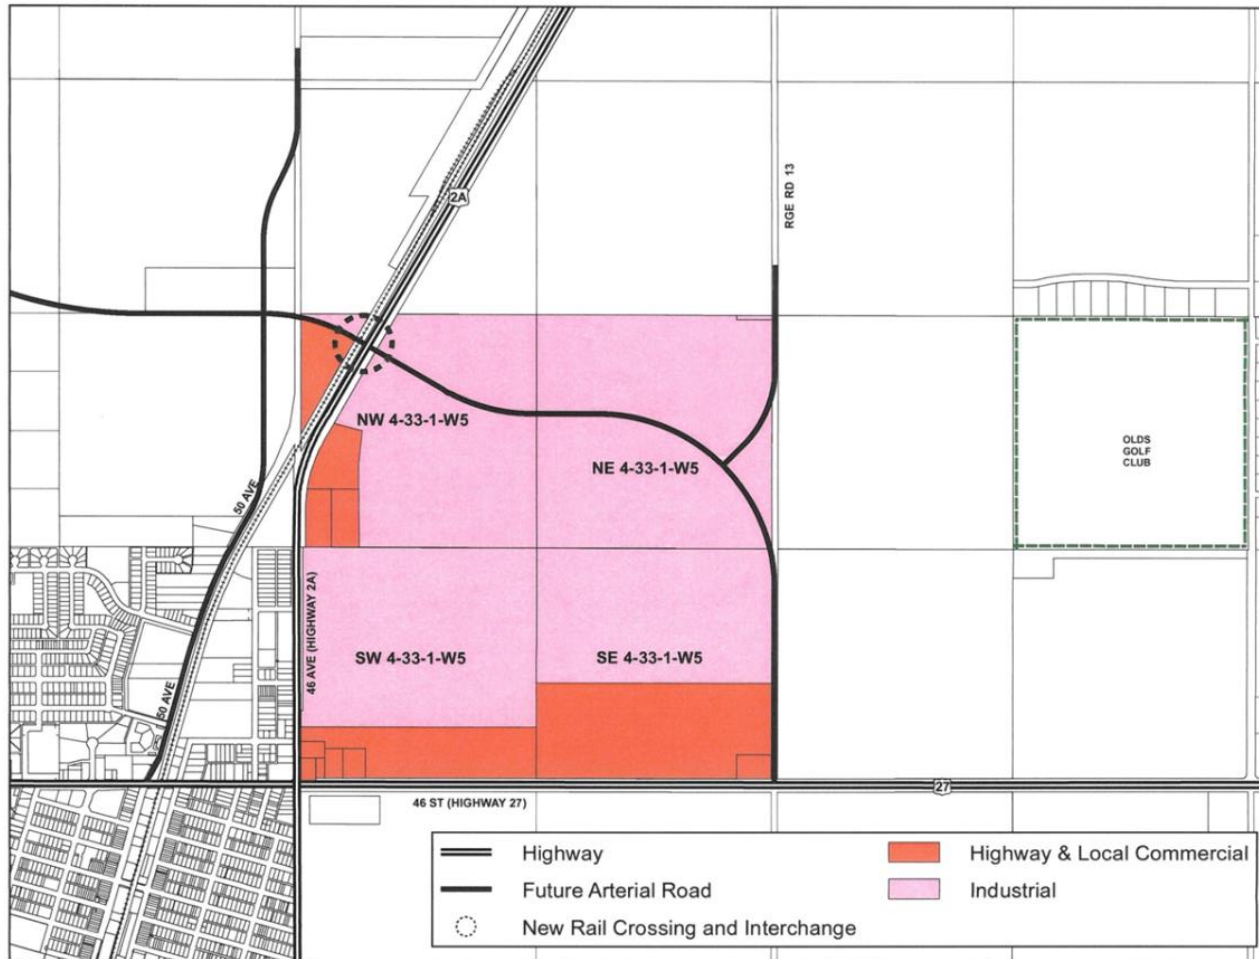 2A
RGE RD 13
NW 4-33-1-W5
NE 4-33-1-W5
OLDS
GOLF
CLUB
50 AVE
46 AVE (HIGHWAY 2A)
SW 4-33-1-W5
SE 4-33-1-W5
50 AVE
27
46 ST (HIGHWAY 27)
Highway
Highway & Local Commercial
Future Arterial Road
Industrial
New Rail Crossing and Interchange